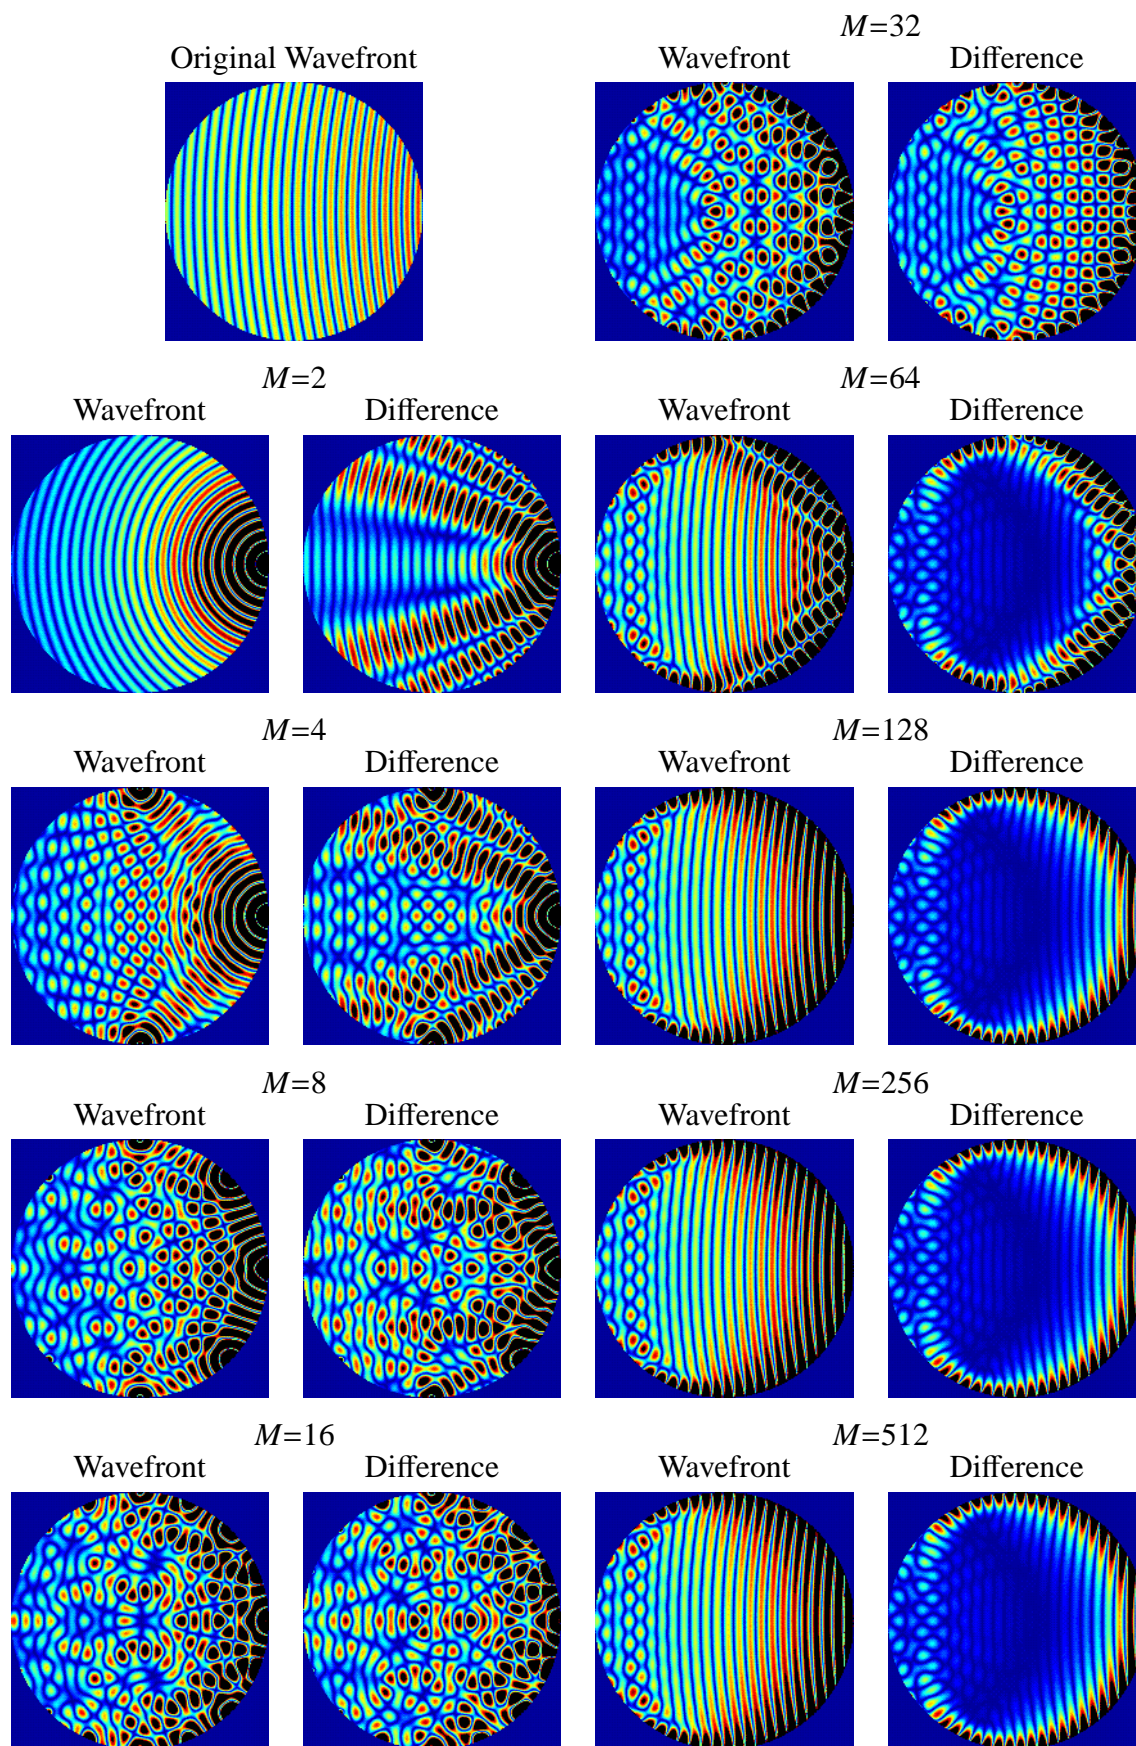 Original Wavefront
M=2
Wavefront Difference
M=4
Wavefront Difference
M=8
Wavefront Difference
M=16
Wavefront Difference
M=32
Wavefront Difference
M=64
Wavefront Difference
M=128
Wavefront Difference
M=256
Wavefront Difference
M=512
Wavefront Difference